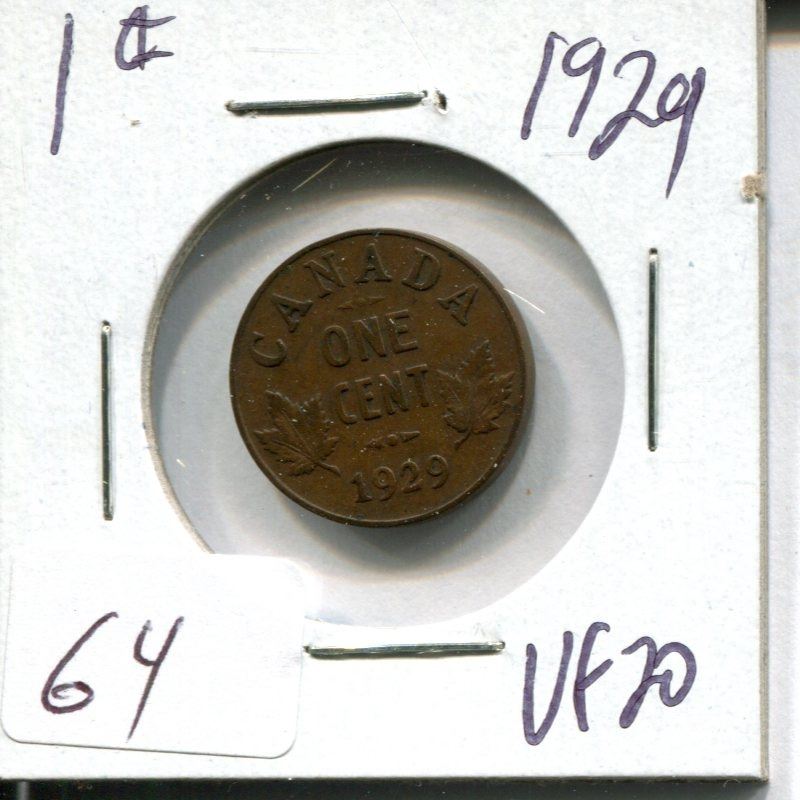 1¢ 1929
CANADA
ONE
CENT
1929
64 VF20